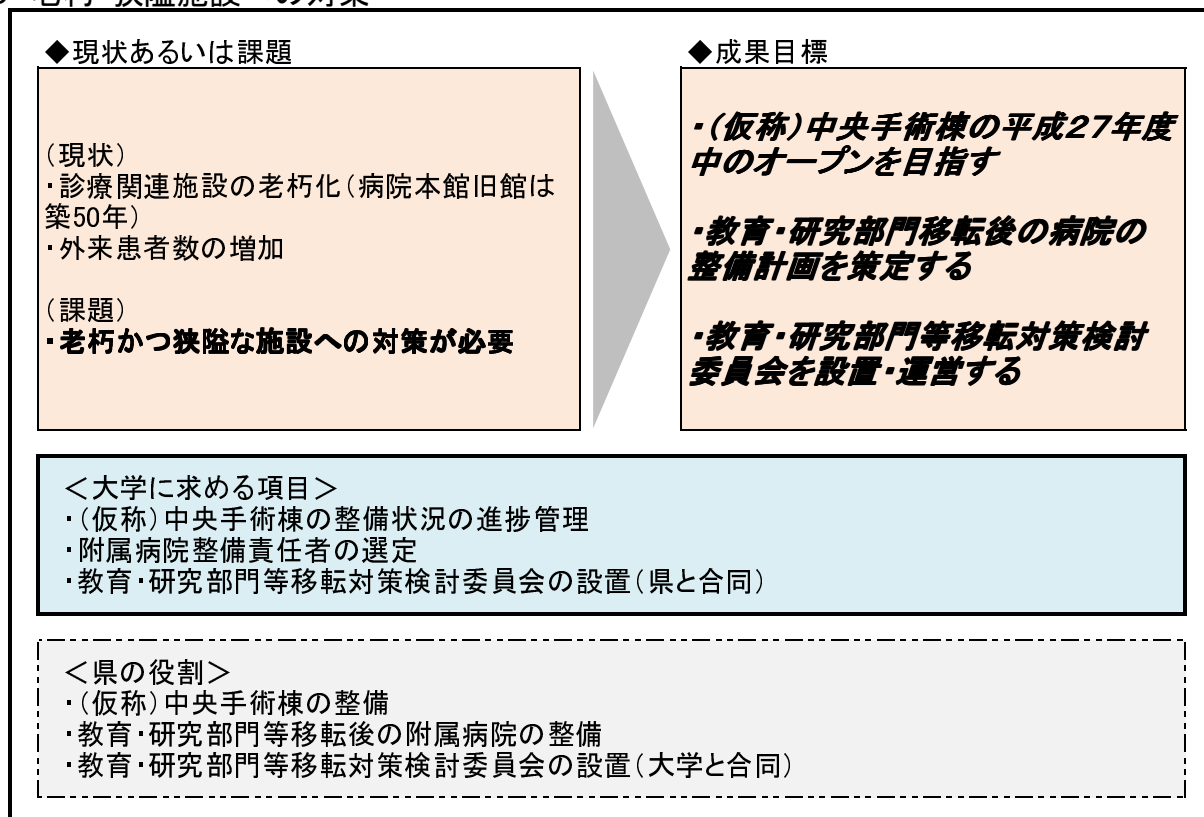 老朽・狭隘施設への対策
◆現状あるいは課題
(現状)
・診療関連施設の老朽化(病院本館旧館は
築50年)
・外来患者数の増加
(課題)
・老朽かつ狭隘な施設への対策が必要
◆成果目標
・(仮称)中央手術棟の平成27年度
中のオープンを目指す
・教育・研究部門移転後の病院の
整備計画を策定する
・教育・研究部門等移転対策検討
委員会を設置・運営する
<大学に求める項目>
・(仮称)中央手術棟の整備状況の進捗管理
・附属病院整備責任者の選定
・教育・研究部門等移転対策検討委員会の設置(県と合同)
<県の役割>
・(仮称)中央手術棟の整備
・教育・研究部門等移転後の附属病院の整備
・教育・研究部門等移転対策検討委員会の設置(大学と合同)